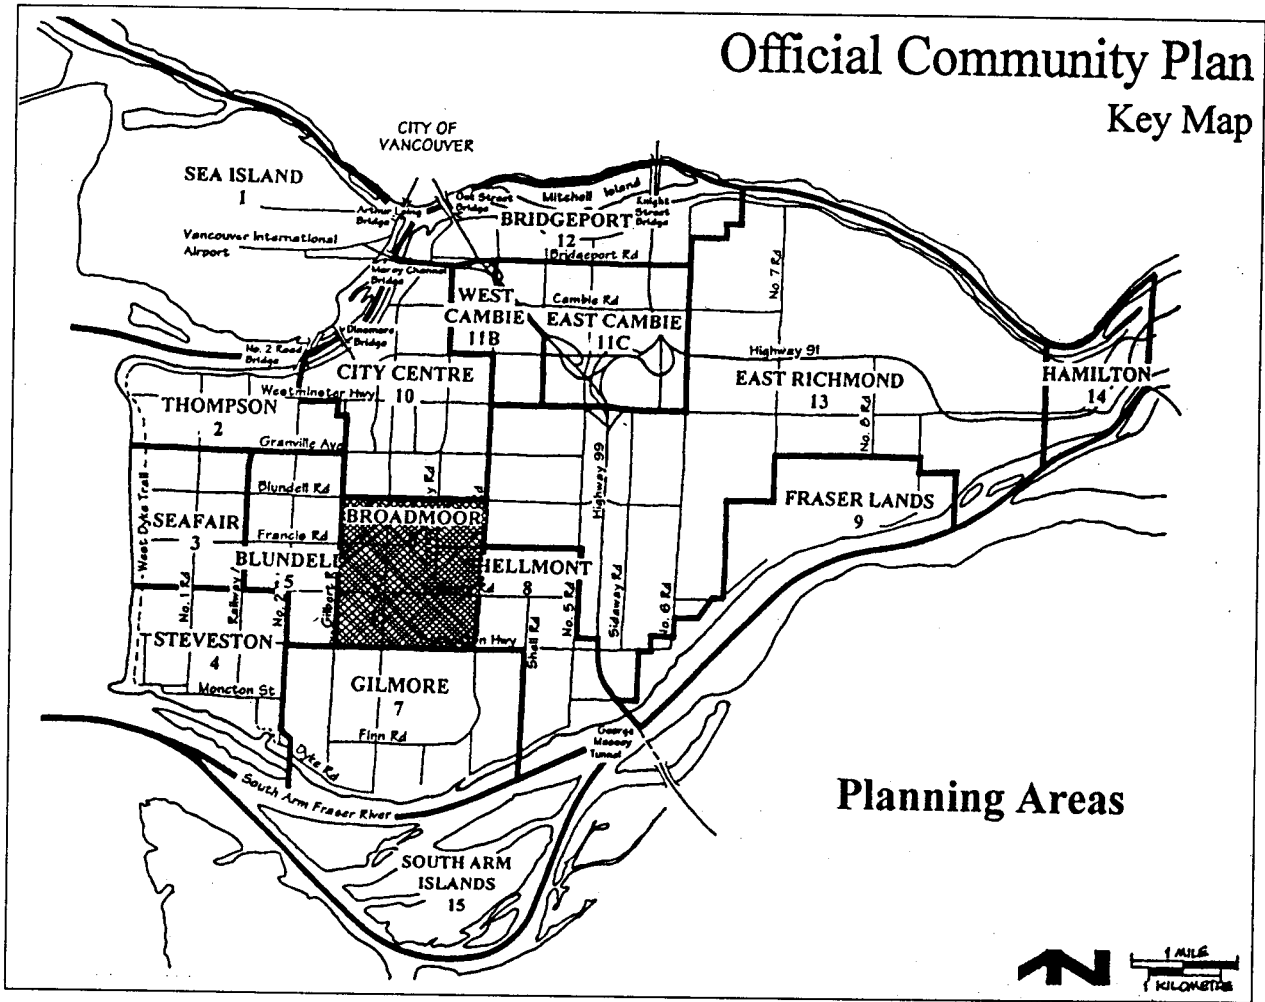 Official Community Plan
Key Map
CITY OF
VANCOUVER
SEA ISLAND
1
Arthur Laing
Bridge
Oak Street
Bridge
Mitchell Island
Knight
Street
Bridge
BRIDGEPORT
12
Bridgeport Rd
Vancouver International
Airport
Moray Channel
Bridge
No. 7 Rd
WEST
CAMBIE
11B
Cambie Rd
EAST CAMBIE
11C
Dinsmore
Bridge
No. 2 Road
Bridge
Highway 91
CITY CENTRE
10
EAST RICHMOND
13
HAMILTON
14
Westminster Hwy
THOMPSON
2
No. 8 Rd
Granville Ave
Highway 99
West Dyke Trail
Blundell Rd
FRASER LANDS
9
SEAFAIR
3
BROADMOOR
Francis Rd
BLUNDELL
5
HELLMONT
8
No. 1 Rd
Railway
No. 2
Gilbert R
No. 5 Rd
Sidaway Rd
No. 6 Rd
Shell Rd
STEVESTON
4
Moncton St
GILMORE
7
Finn Rd
Dyke Rd
George
Massey
Tunnel
South Arm Fraser River
Planning Areas
SOUTH ARM
ISLANDS
15
N
1 MILE
1 KILOMETRE